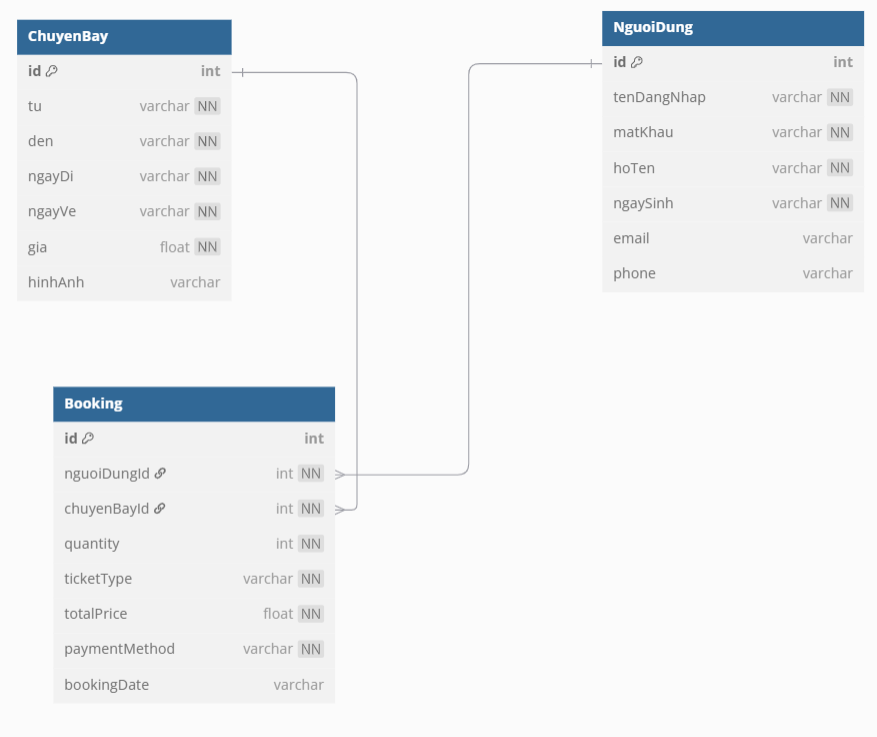 ChuyenBay
id int
tu varchar NN
den varchar NN
ngayDi varchar NN
ngayVe varchar NN
gia float NN
hinhAnh varchar
NguoiDung
id int
tenDangNhap varchar NN
matKhau varchar NN
hoTen varchar NN
ngaySinh varchar NN
email varchar
phone varchar
Booking
id int
nguoiDungId int NN
chuyenBayId int NN
quantity int NN
ticketType varchar NN
totalPrice float NN
paymentMethod varchar NN
bookingDate varchar